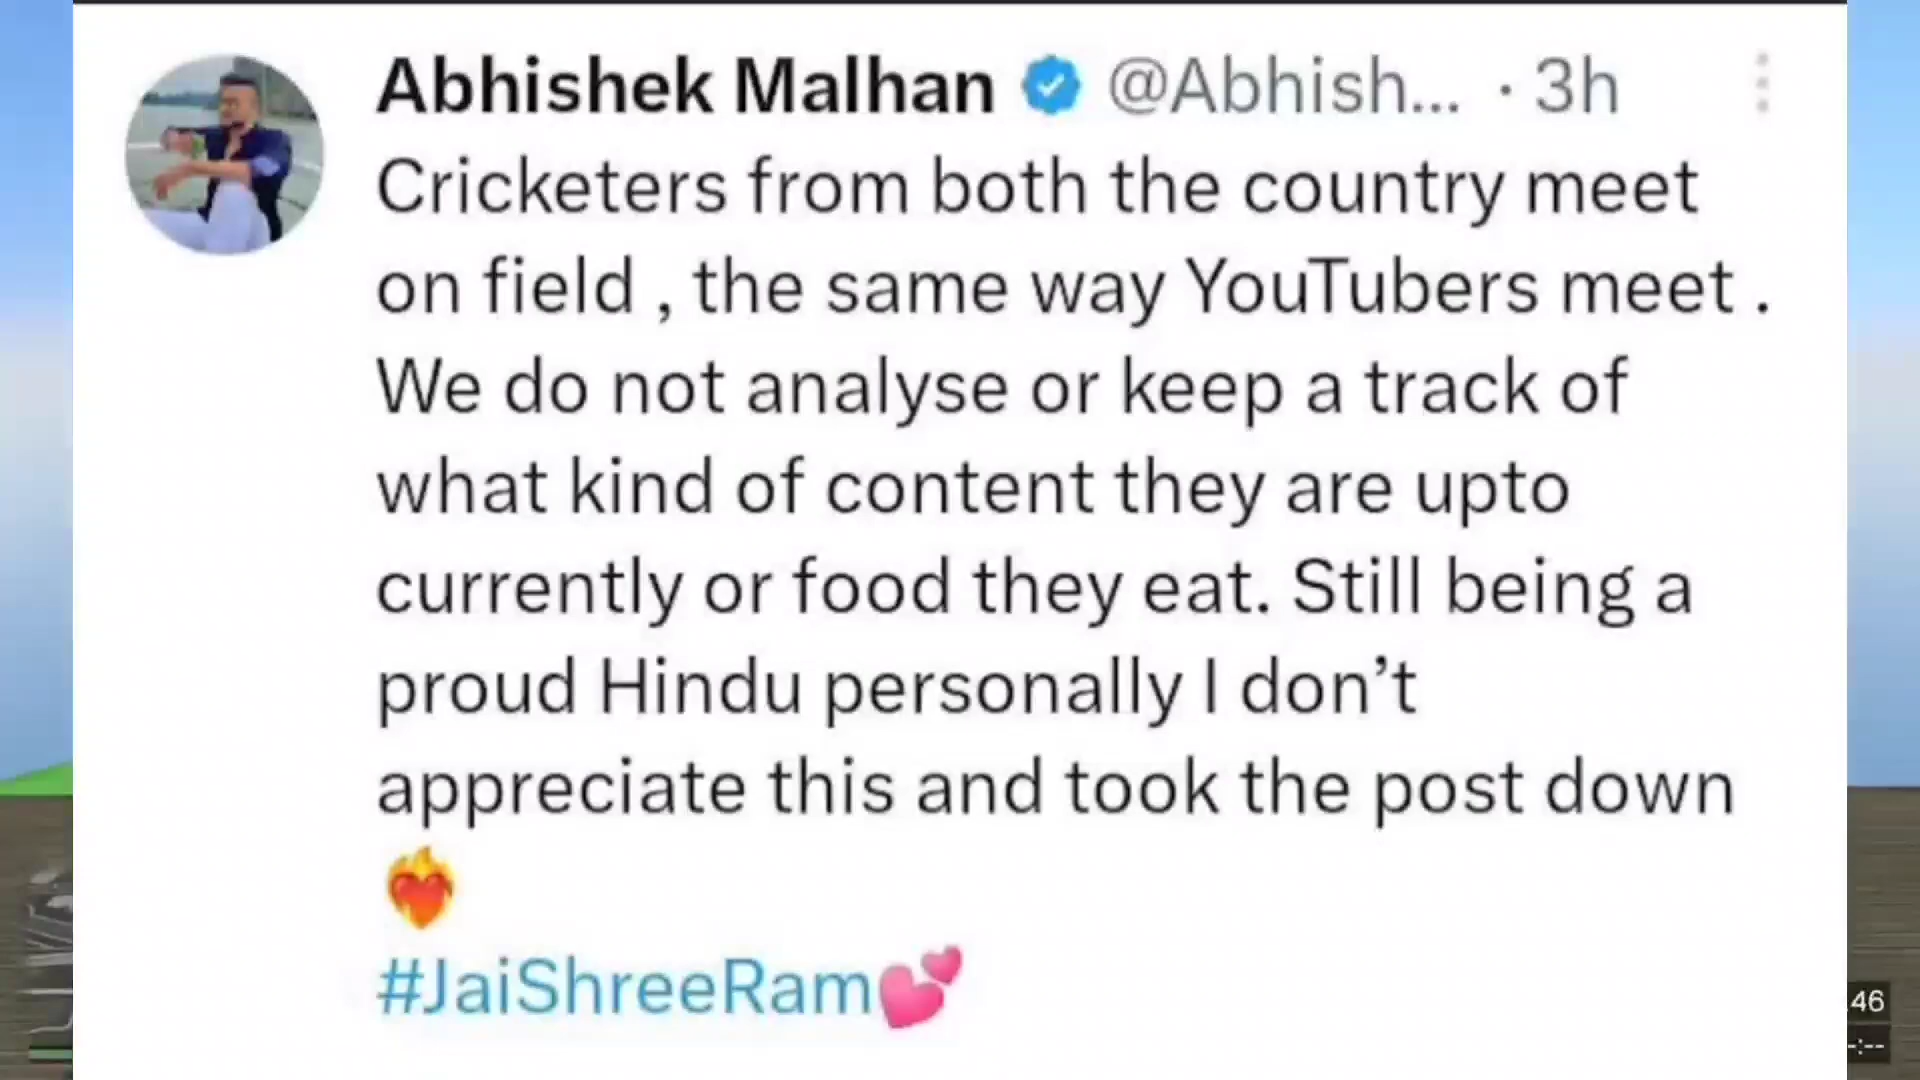 Abhishek Malhan @Abhish... · 3h
Cricketers from both the country meet
on field , the same way YouTubers meet .
We do not analyse or keep a track of
what kind of content they are upto
currently or food they eat. Still being a
proud Hindu personally I don’t
appreciate this and took the post down
❤️‍🔥
#JaiShreeRam💕
.46
-:--